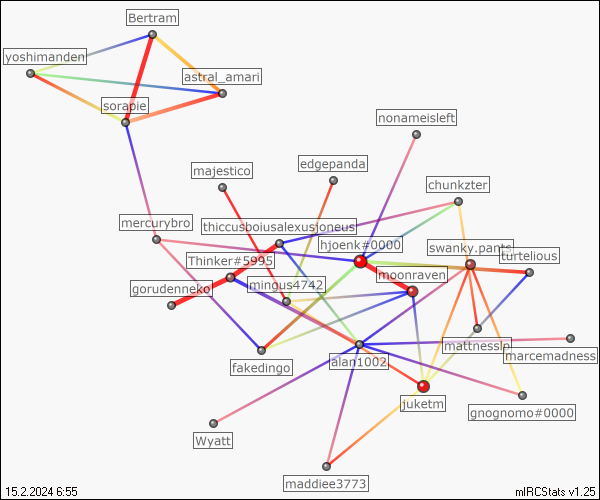 Bertram
yoshimanden
astral_amari
sorapie
nonameisleft
edgepanda
majestico
chunkzter
mercurybro
thiccusboiusalexusjoneus
hjoenk#0000
swanky.pants
turtelious
Thinker#5995
moonraven
gorudenneko
mingus4742
mattnessln
marcemadness
fakedingo
alan1002
juketm
gnognomo#0000
Wyatt
maddiee3773
15.2.2024 6:55
mIRCStats v1.25